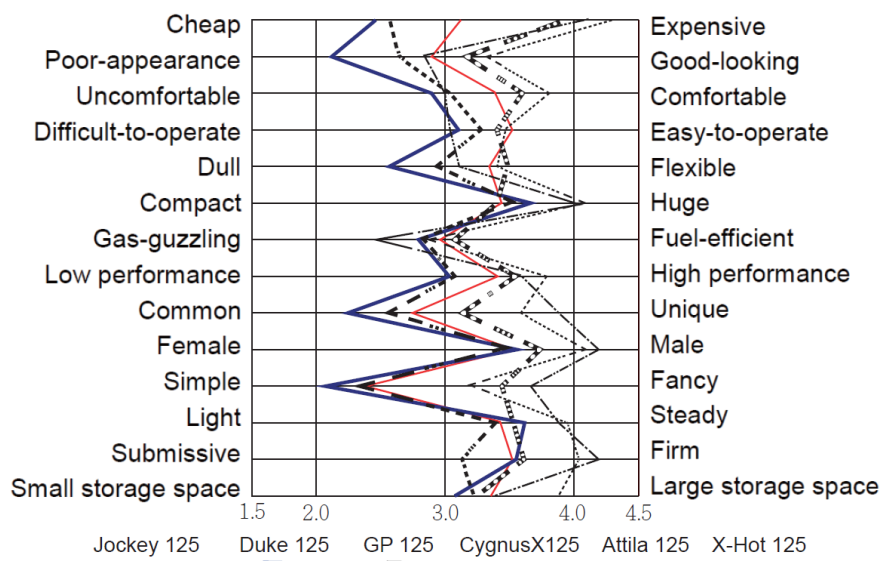 Cheap Expensive
Poor-appearance Good-looking
Uncomfortable Comfortable
Difficult-to-operate Easy-to-operate
Dull Flexible
Compact Huge
Gas-guzzling Fuel-efficient
Low performance High performance
Common Unique
Female Male
Simple Fancy
Light Steady
Submissive Firm
Small storage space Large storage space
1.5 2.0 3.0 4.0 4.5
Jockey 125 Duke 125 GP 125 CygnusX125 Attila 125 X-Hot 125